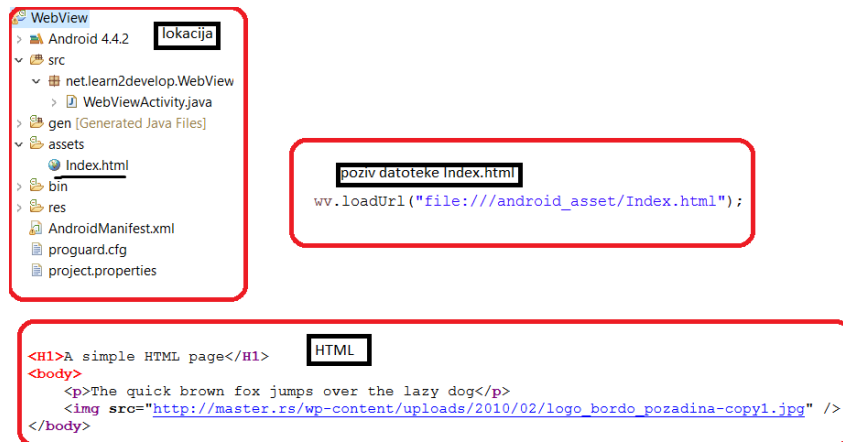 WebView
lokacija
Android 4.4.2
src
net.learn2develop.WebView
WebViewActivity.java
gen [Generated Java Files]
assets
Index.html
bin
res
AndroidManifest.xml
proguard.cfg
project.properties
poziv datoteke Index.html
wv.loadUrl("file:///android_asset/Index.html");
HTML
<H1>A simple HTML page</H1>
<body>
<p>The quick brown fox jumps over the lazy dog</p>
<img src="http://master.rs/wp-content/uploads/2010/02/logo_bordo_pozadina-copy1.jpg" />
</body>